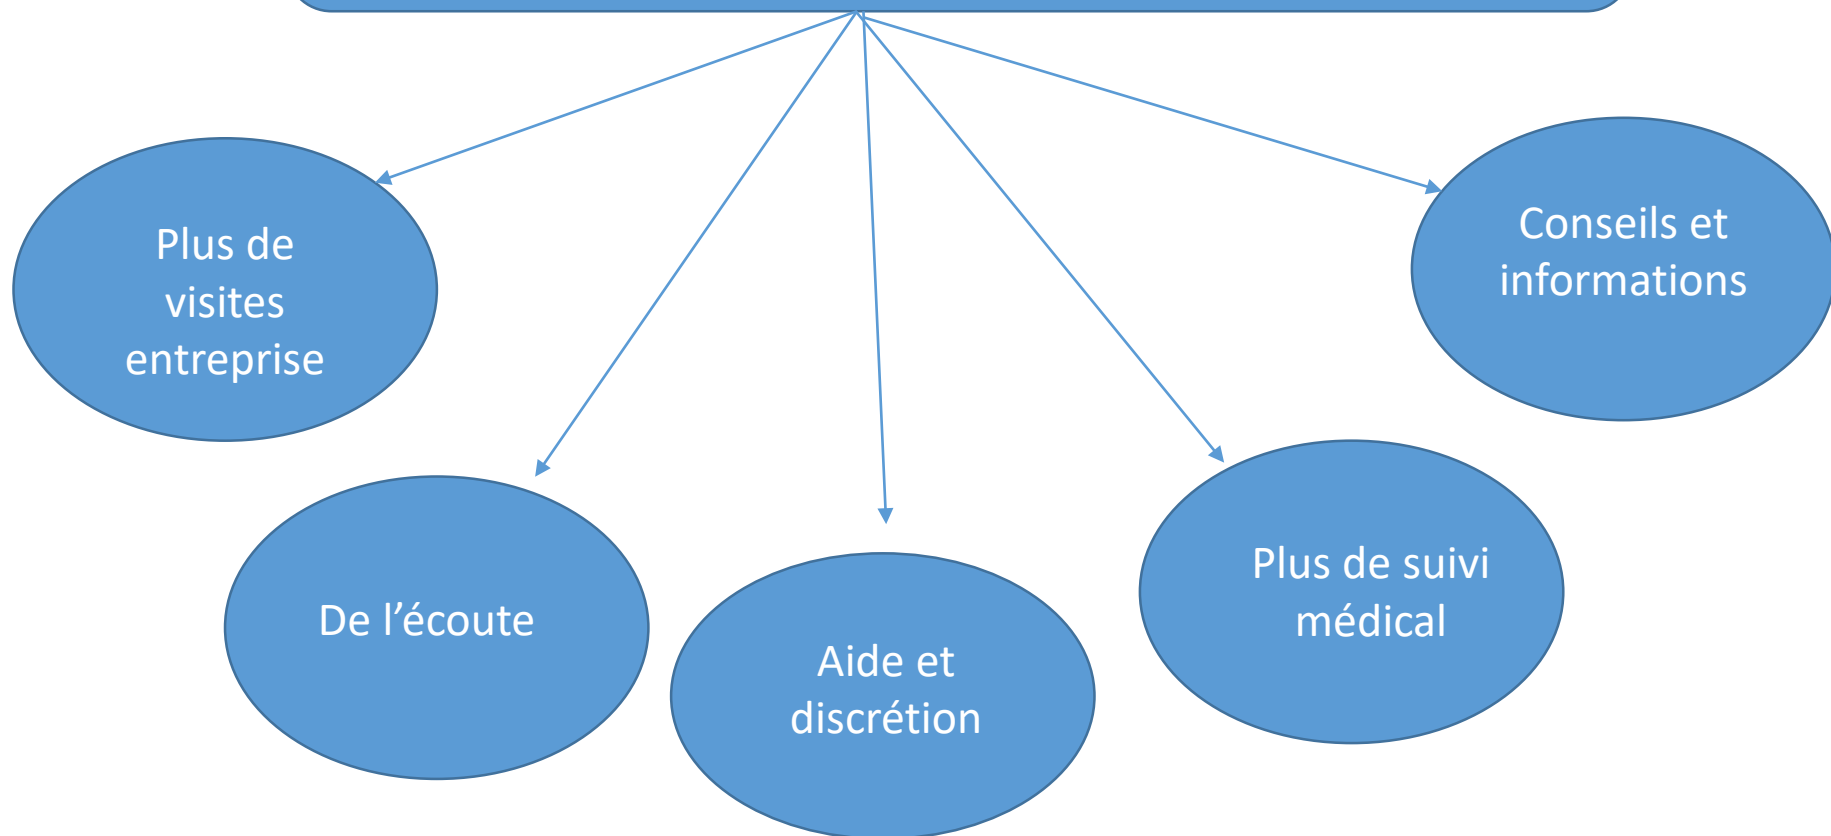 Plus de
visites
entreprise
De l’écoute
Aide et
discrétion
Plus de suivi
médical
Conseils et
informations